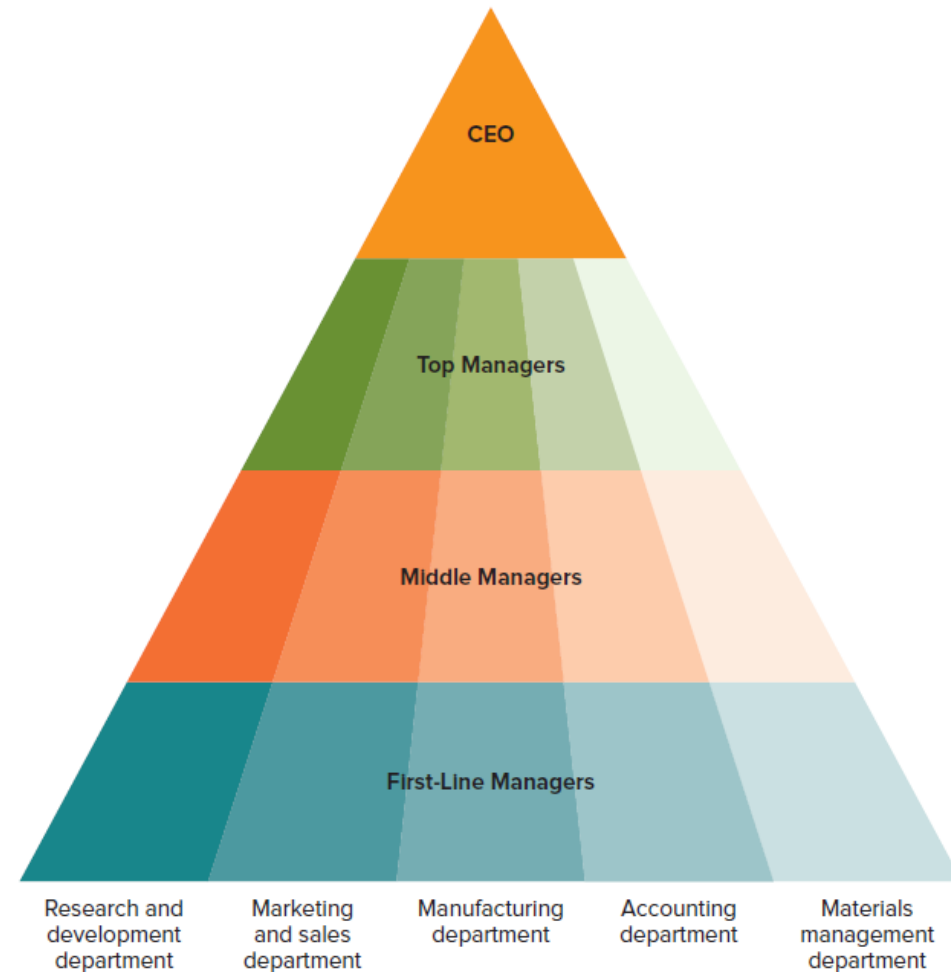 CEO
Top Managers
Middle Managers
First-Line Managers
Research and
development
department
Marketing
and sales
department
Manufacturing
department
Accounting
department
Materials
management
department